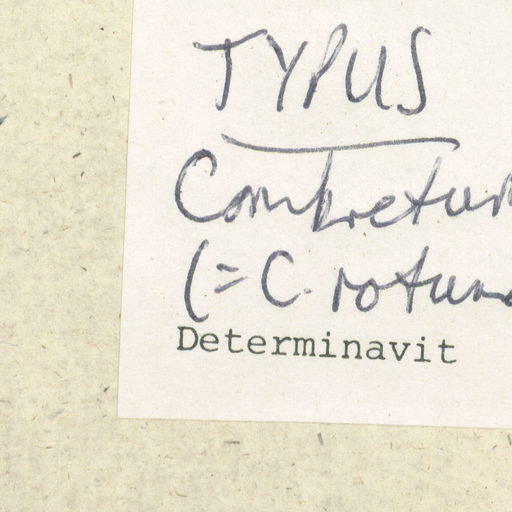 TYPUS
Combretum
(= C. rotund
Determinavit